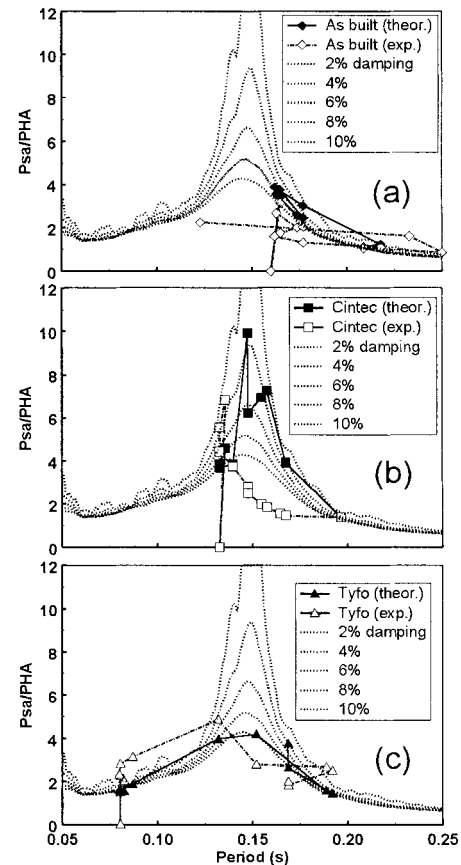 12
10
8
6
4
2
0
Psa/PHA
As built (theor.)
As built (exp.)
2% damping
4%
6%
8%
10%
(a)
12
10
8
6
4
2
0
Psa/PHA
Cintec (theor.)
Cintec (exp.)
2% damping
4%
6%
8%
10%
(b)
12
10
8
6
4
2
0
Psa/PHA
Tyfo (theor.)
Tyfo (exp.)
2% damping
4%
6%
8%
10%
(c)
0.05 0.10 0.15 0.20 0.25
Period (s)